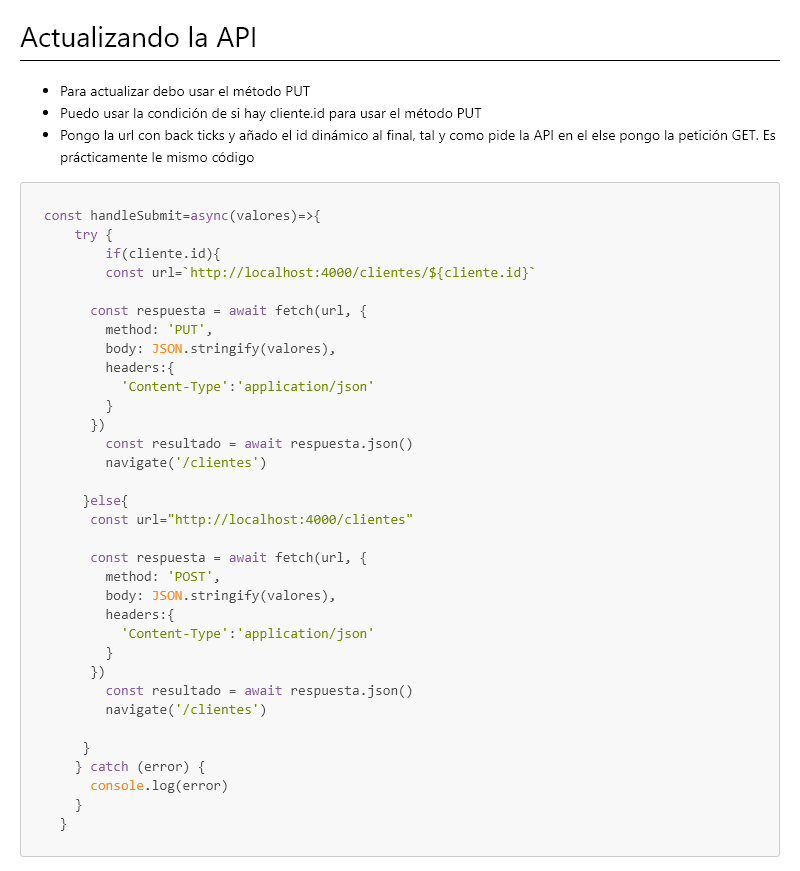 Actualizando la API
• Para actualizar debo usar el método PUT
• Puedo usar la condición de si hay cliente.id para usar el método PUT
• Pongo la url con back ticks y añado el id dinámico al final, tal y como pide la API en el else pongo la petición GET. Es
prácticamente le mismo código
const handleSubmit=async(valores)=>{
    try {
        if(cliente.id){
        const url=`http://localhost:4000/clientes/${cliente.id}`

      const respuesta = await fetch(url, {
        method: 'PUT',
        body: JSON.stringify(valores),
        headers:{
          'Content-Type':'application/json'
        }
      })
        const resultado = await respuesta.json()
        navigate('/clientes')

     }else{
      const url="http://localhost:4000/clientes"

      const respuesta = await fetch(url, {
        method: 'POST',
        body: JSON.stringify(valores),
        headers:{
          'Content-Type':'application/json'
        }
      })
        const resultado = await respuesta.json()
        navigate('/clientes')

     }
    } catch (error) {
      console.log(error)
    }
  }